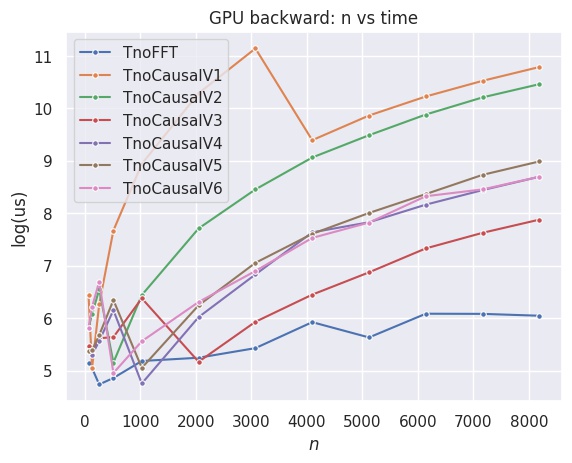 GPU backward: n vs time
log(us)
11
10
9
8
7
6
5
TnoFFT
TnoCausalV1
TnoCausalV2
TnoCausalV3
TnoCausalV4
TnoCausalV5
TnoCausalV6
0 1000 2000 3000 4000 5000 6000 7000 8000
n